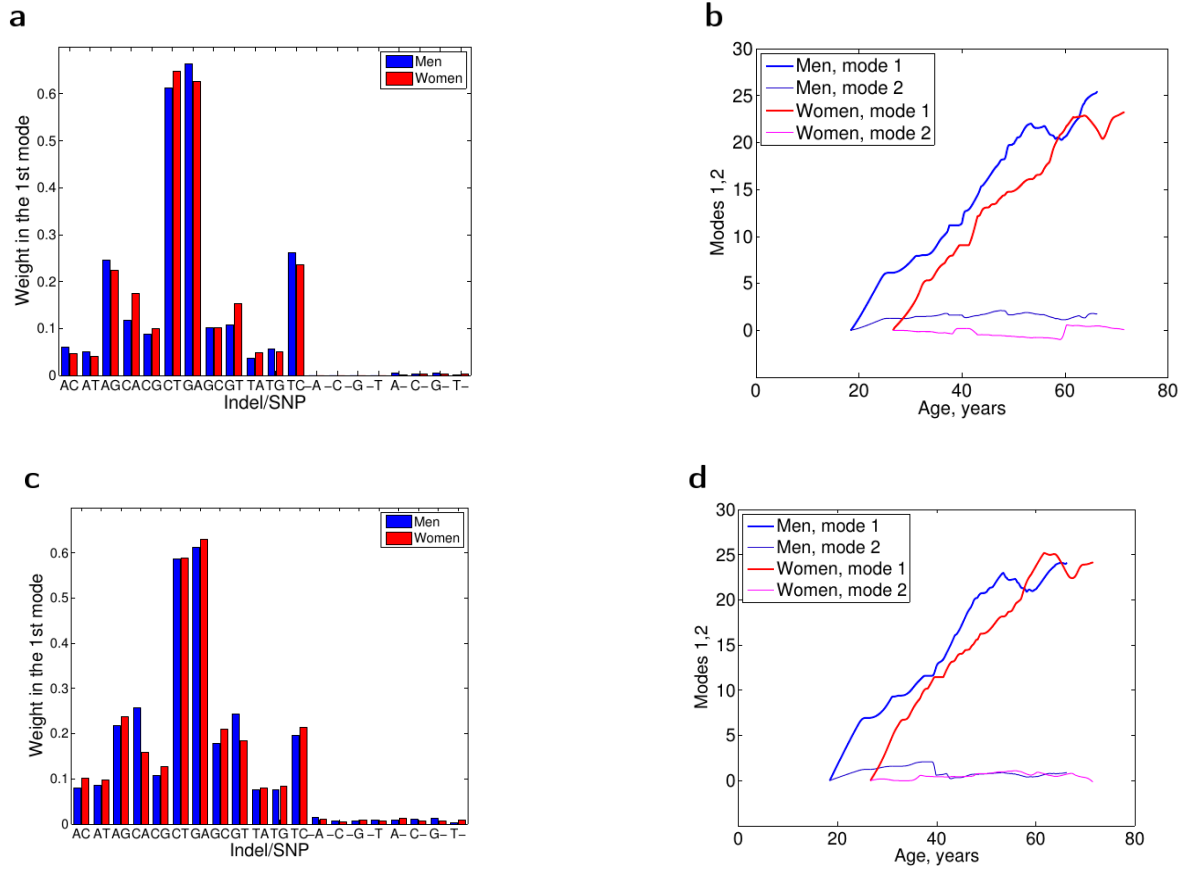 a
Weight in the 1st mode
0.6
0.5
0.4
0.3
0.2
0.1
0
Men
Women
AC AT AG CA CG CT GA GC GT TA TG TC –A –C –G –T A– C– G– T–
Indel/SNP
b
Modes 1,2
30
25
20
15
10
5
0
Men, mode 1
Men, mode 2
Women, mode 1
Women, mode 2
0 20 40 60 80
Age, years
c
Weight in the 1st mode
0.6
0.5
0.4
0.3
0.2
0.1
0
Men
Women
AC AT AG CA CG CT GA GC GT TA TG TC –A –C –G –T A– C– G– T–
Indel/SNP
d
Modes 1,2
30
25
20
15
10
5
0
Men, mode 1
Men, mode 2
Women, mode 1
Women, mode 2
0 20 40 60 80
Age, years